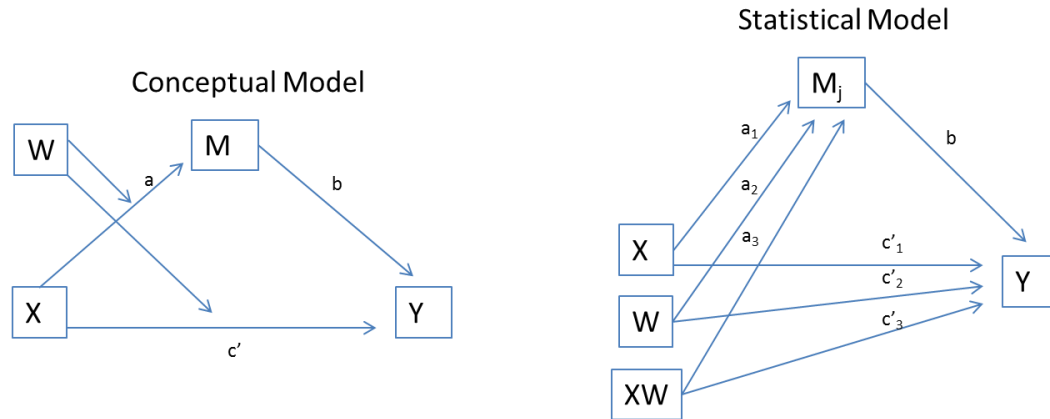 Conceptual Model
W
M
a
b
X
Y
c'
Statistical Model
Mj
a1
b
a2
a3
X
c'1
c'2
Y
W
c'3
XW